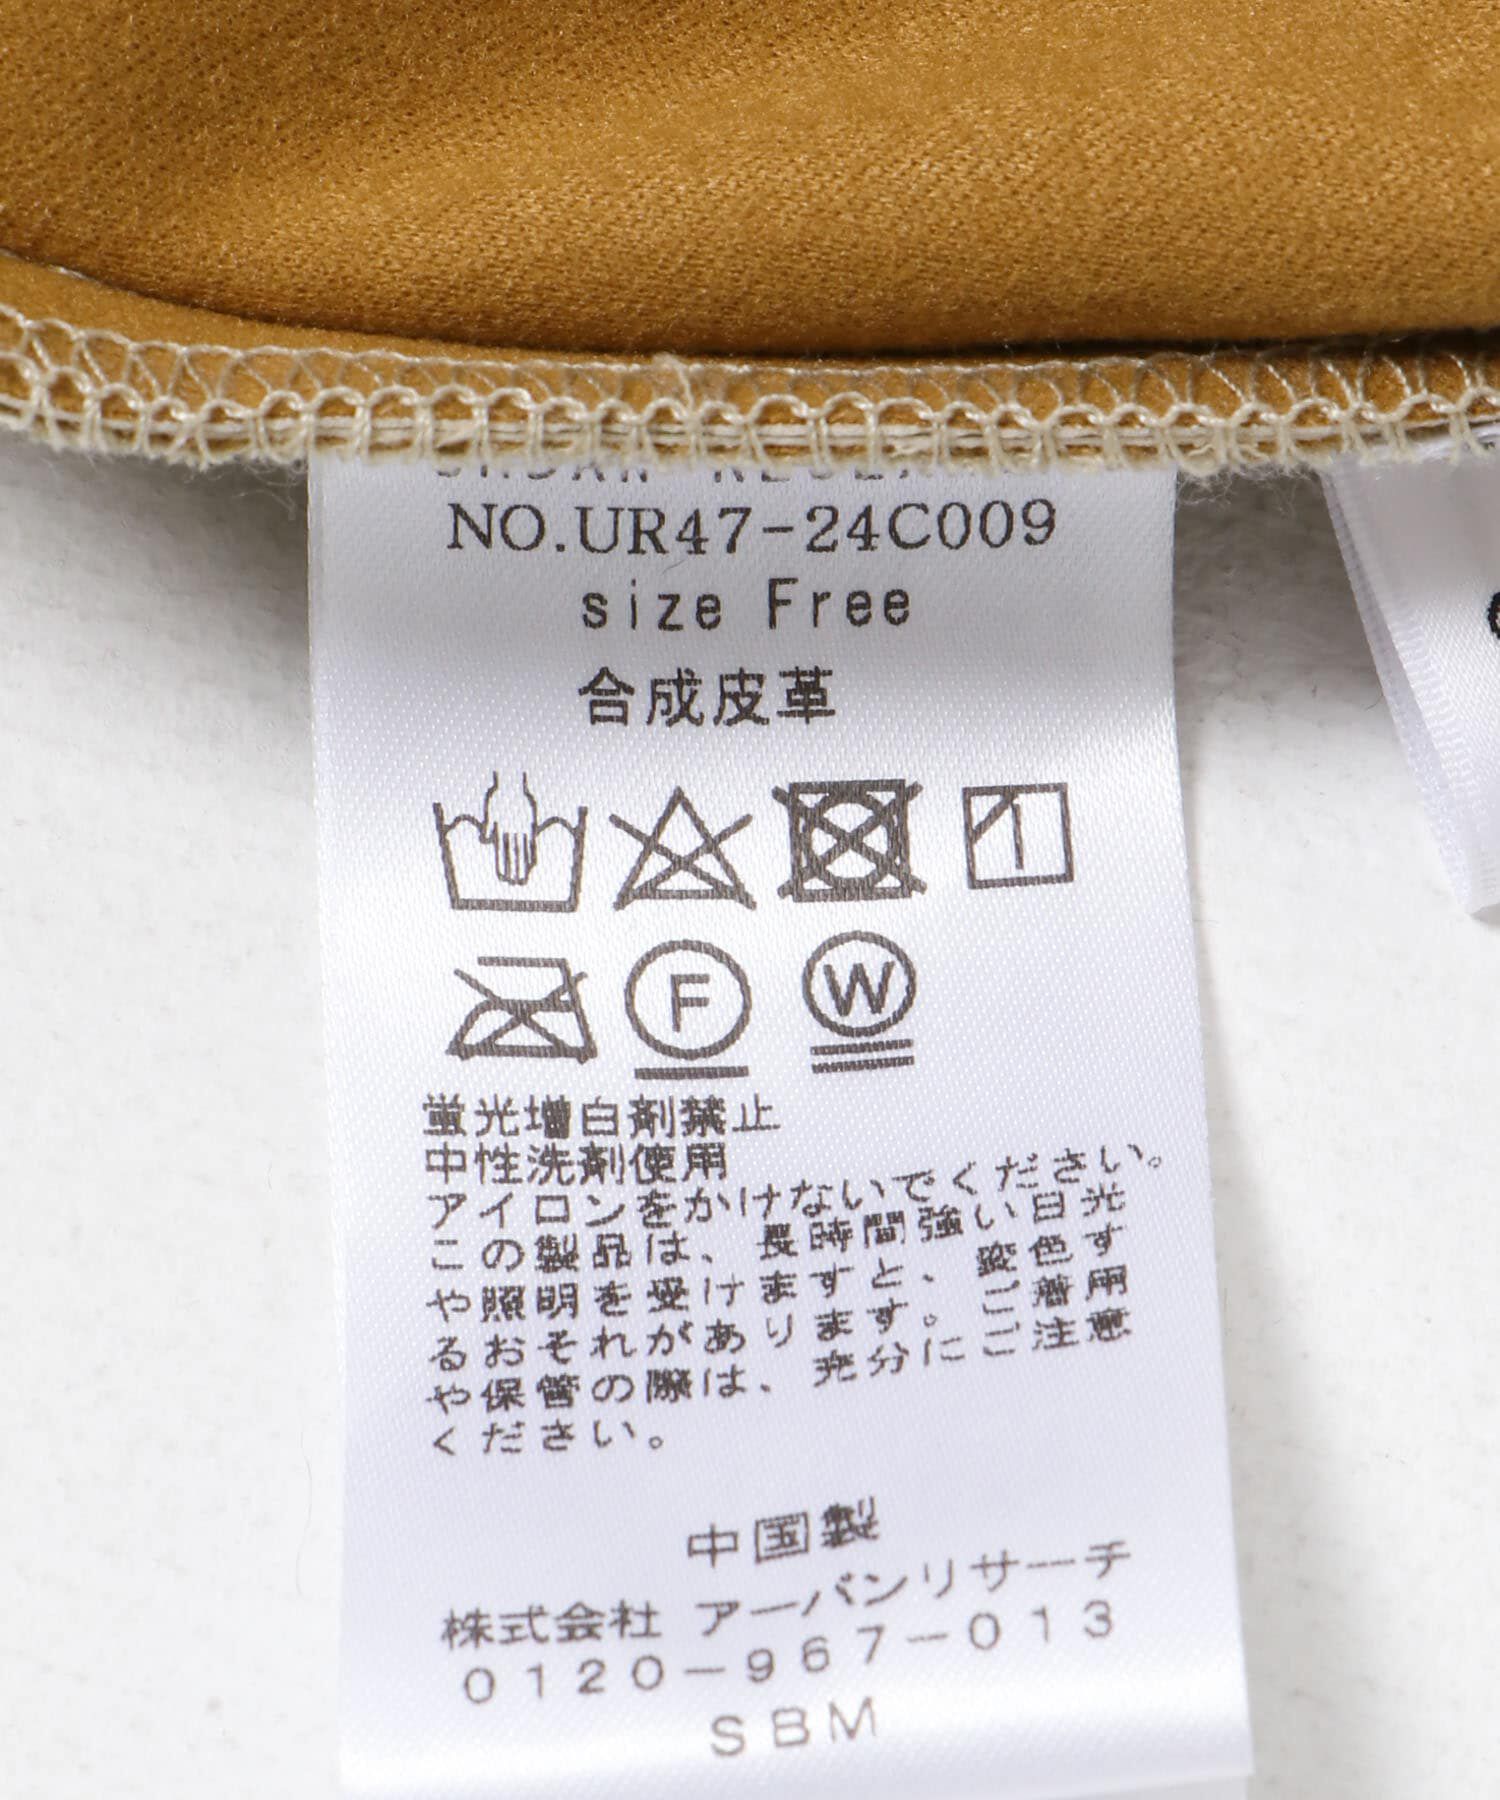 NO.UR47-24C009
size Free
合成皮革
F W
蛍光増白剤禁止
中性洗剤使用
アイロンをかけないでください。
この製品は、長時間強い日光
や照明を受けますと、変色す
るおそれがあります。ご着用
や保管の際は、充分にご注意
ください。
中国製
株式会社 アーバンリサーチ
0120-967-013
SBM